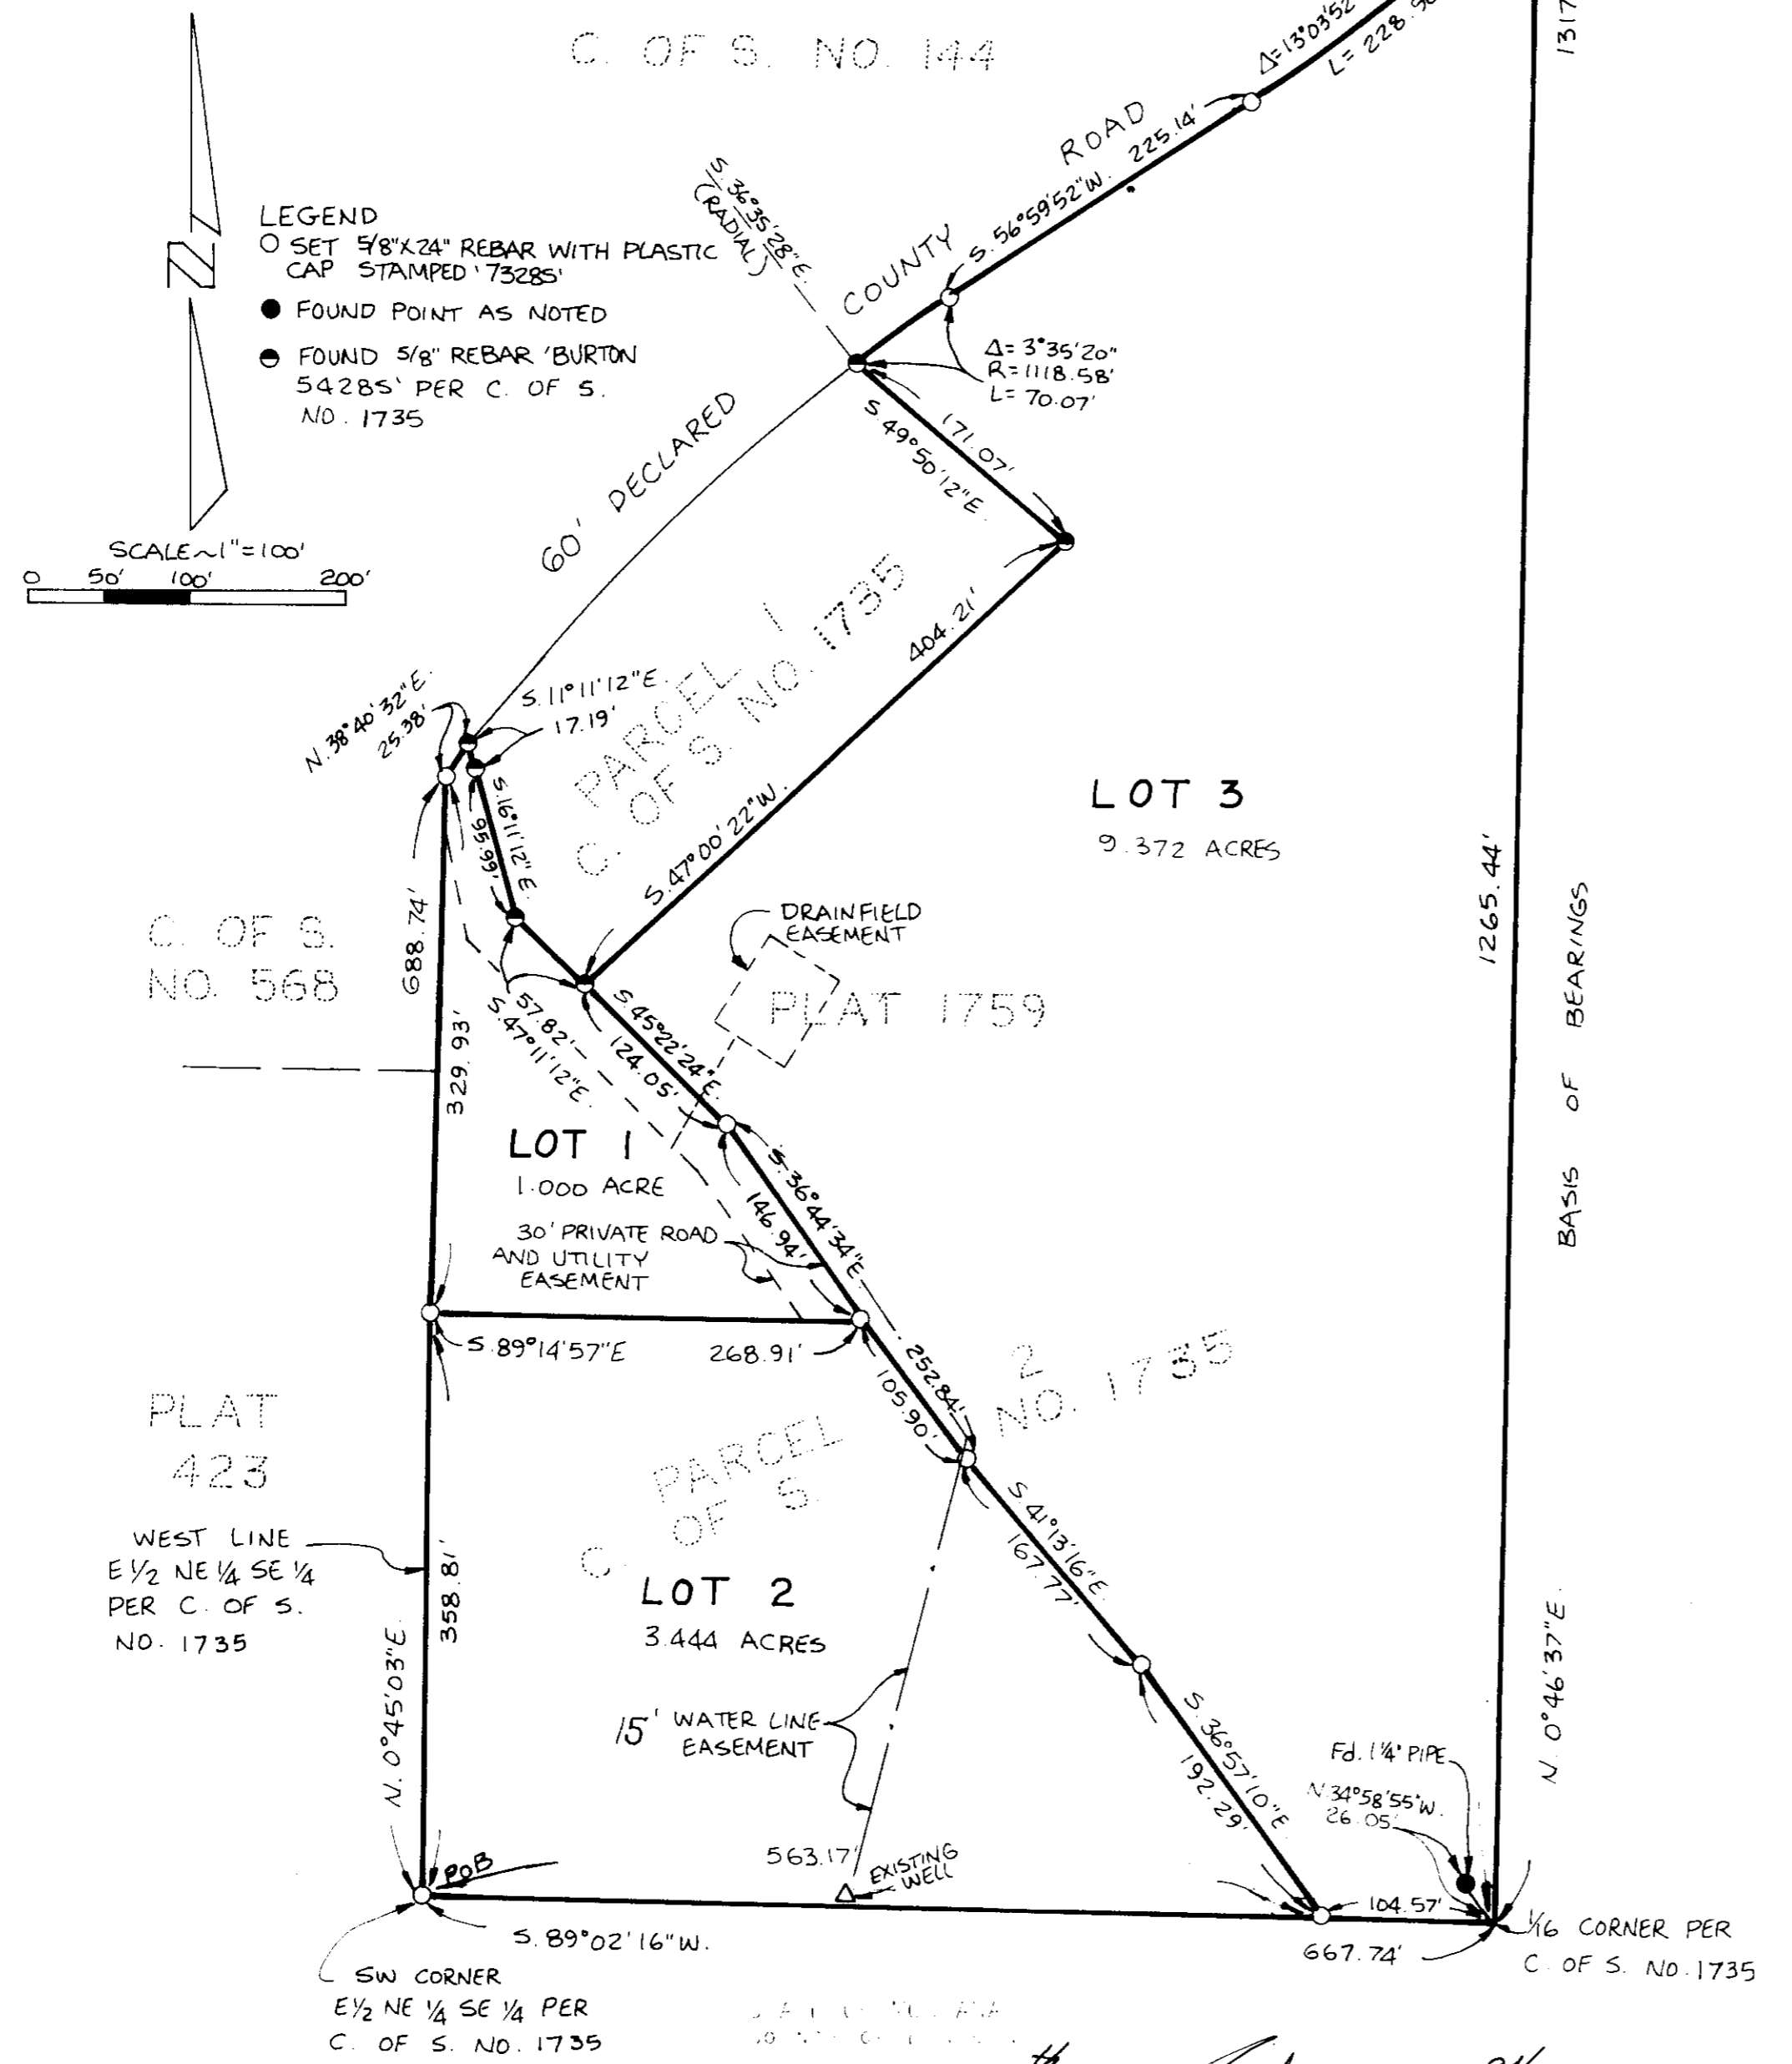 C. OF S. NO. 144
1317
Δ=13°03'52
L= 228.
ROAD
225.14'
S. 56°59'52"W.
COUNTY
S. 36°35'28"E.
(RADIAL)
LEGEND
SET 5/8"X24" REBAR WITH PLASTIC
CAP STAMPED '7328S'
FOUND POINT AS NOTED
FOUND 5/8" REBAR 'BURTON
5428S' PER C. OF S.
NO. 1735
Δ= 3°35'20"
R=1118.58'
L= 70.07'
171.07'
S. 49°50'12"E.
60' DECLARED
SCALE~1"=100'
0 50' 100' 200'
404.21'
S. 47°00'22"W.
PARCEL 1
C. OF S. NO. 1735
N. 38°40'32"E.
25.38'
S. 11°11'12"E.
17.19'
S.16°11'12"E.
95.99'
LOT 3
9.372 ACRES
1265.44'
BASIS OF BEARINGS
N. 0°46'37"E.
C. OF S.
NO. 568
688.74'
329.93'
DRAINFIELD
EASEMENT
PLAT 1759
57.82'
S.47°11'12"E.
S.45°22'24"E.
124.05'
LOT 1
1.000 ACRE
30' PRIVATE ROAD
AND UTILITY
EASEMENT
S.36°44'34"E.
146.94'
252.84'
105.90'
S.89°14'57"E
268.91'
PLAT
423
PARCEL 2
C. OF S. NO. 1735
WEST LINE
E 1/2 NE 1/4 SE 1/4
PER C. OF S.
NO. 1735
358.81'
N. 0°45'03"E.
LOT 2
3.444 ACRES
S.41°13'16"E.
167.77'
15' WATER LINE
EASEMENT
S.36°57'10"E.
192.29'
Fd. 1 1/4" PIPE
N.34°58'55"W.
26.05'
POB
563.17'
EXISTING
WELL
104.57'
S.89°02'16"W.
667.74'
1/16 CORNER PER
C. OF S. NO. 1735
SW CORNER
E 1/2 NE 1/4 SE 1/4 PER
C. OF S. NO. 1735